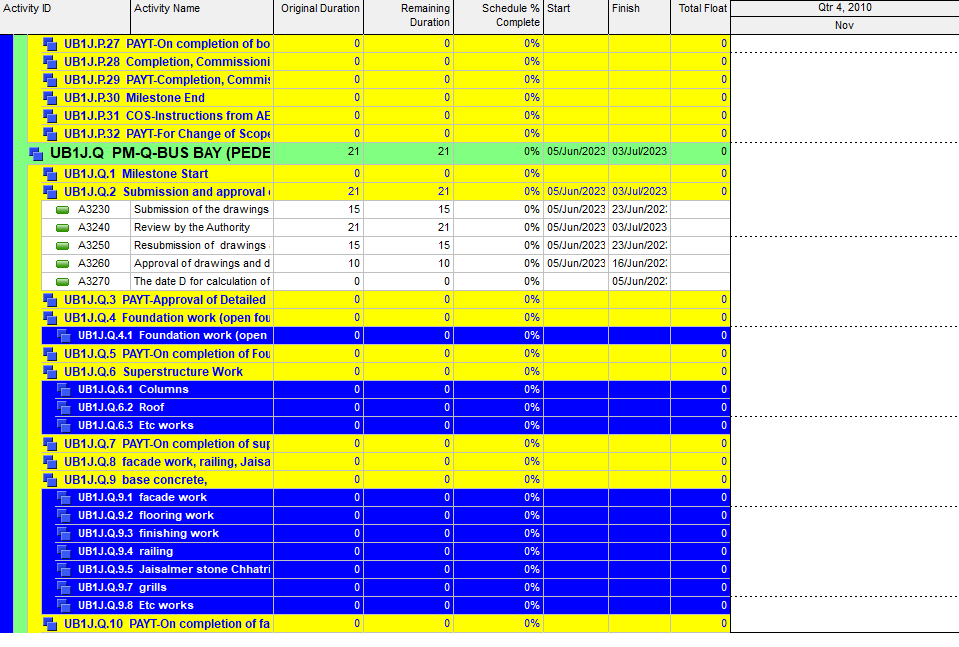 Activity ID Activity Name Original Duration Remaining Duration Schedule % Complete Start Finish Total Float Qtr 4, 2010
Nov
UB1J.P.27 PAYT-On completion of bo 0 0 0% 0
UB1J.P.28 Completion, Commissioni 0 0 0% 0
UB1J.P.29 PAYT-Completion, Commis 0 0 0% 0
UB1J.P.30 Milestone End 0 0 0% 0
UB1J.P.31 COS-Instructions from AE 0 0 0% 0
UB1J.P.32 PAYT-For Change of Scope 0 0 0% 0
UB1J.Q PM-Q-BUS BAY (PEDE 21 21 0% 05/Jun/2023 03/Jul/2023 0
UB1J.Q.1 Milestone Start 0 0 0% 0
UB1J.Q.2 Submission and approval 21 21 0% 05/Jun/2023 03/Jul/2023 0
A3230 Submission of the drawings 15 15 0% 05/Jun/2023 23/Jun/202
A3240 Review by the Authority 21 21 0% 05/Jun/2023 03/Jul/202
A3250 Resubmission of drawings 15 15 0% 05/Jun/2023 23/Jun/202
A3260 Approval of drawings and d 10 10 0% 05/Jun/2023 16/Jun/202
A3270 The date D for calculation of 0 0 0% 05/Jun/202
UB1J.Q.3 PAYT-Approval of Detailed 0 0 0% 0
UB1J.Q.4 Foundation work (open fou 0 0 0% 0
UB1J.Q.4.1 Foundation work (open 0 0 0% 0
UB1J.Q.5 PAYT-On completion of Fou 0 0 0% 0
UB1J.Q.6 Superstructure Work 0 0 0% 0
UB1J.Q.6.1 Columns 0 0 0% 0
UB1J.Q.6.2 Roof 0 0 0% 0
UB1J.Q.6.3 Etc works 0 0 0% 0
UB1J.Q.7 PAYT-On completion of sup 0 0 0% 0
UB1J.Q.8 facade work, railing, Jaisa 0 0 0% 0
UB1J.Q.9 base concrete, 0 0 0% 0
UB1J.Q.9.1 facade work 0 0 0% 0
UB1J.Q.9.2 flooring work 0 0 0% 0
UB1J.Q.9.3 finishing work 0 0 0% 0
UB1J.Q.9.4 railing 0 0 0% 0
UB1J.Q.9.5 Jaisalmer stone Chhatri 0 0 0% 0
UB1J.Q.9.7 grills 0 0 0% 0
UB1J.Q.9.8 Etc works 0 0 0% 0
UB1J.Q.10 PAYT-On completion of fa 0 0 0% 0